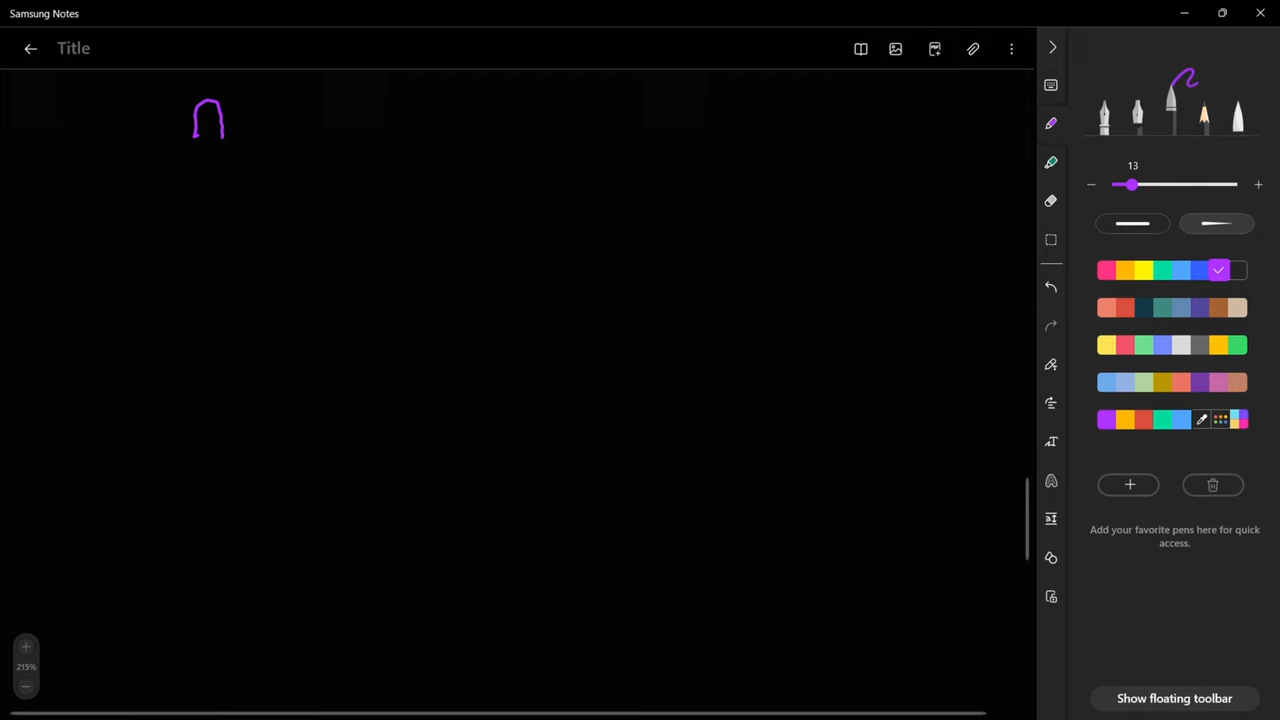 Samsung Notes
Title
13
Add your favorite pens here for quick
access.
215%
Show floating toolbar